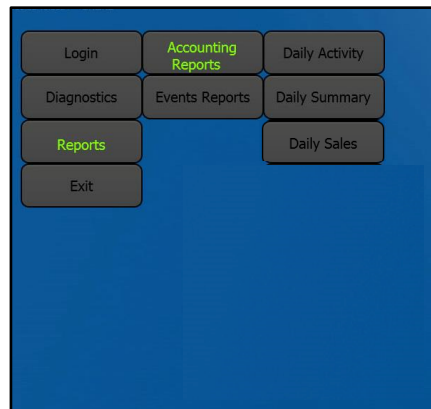 Login
Accounting
Reports
Daily Activity
Diagnostics
Events Reports
Daily Summary
Reports
Daily Sales
Exit